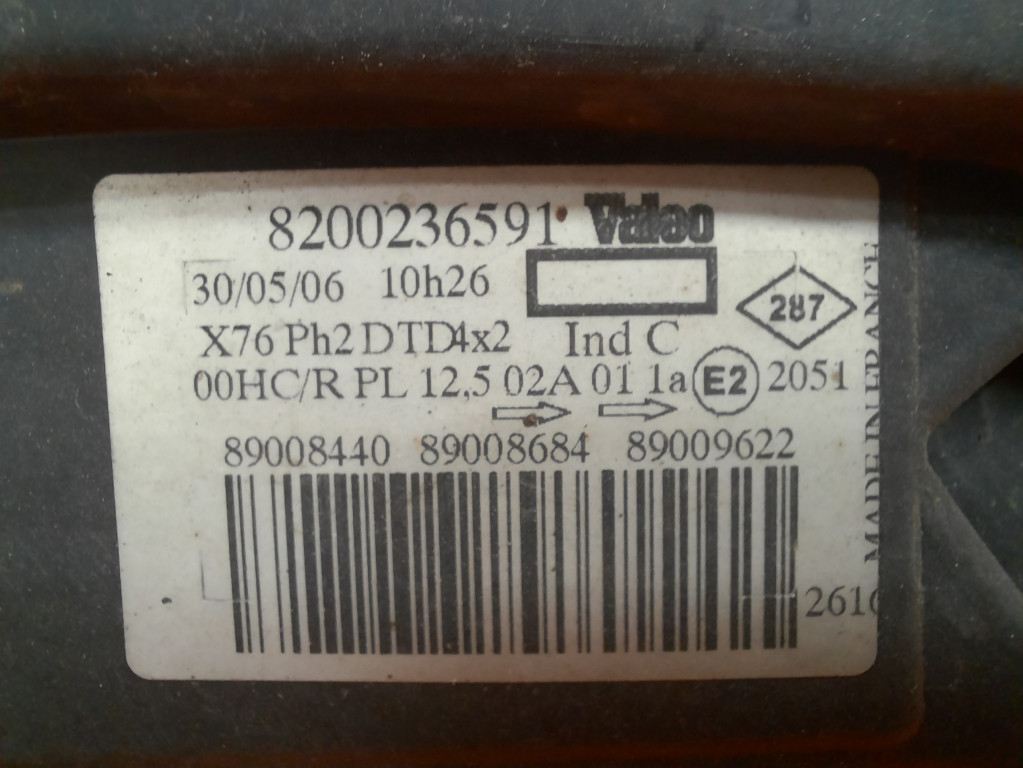 8200236591 Valeo
30/05/06 10h26
287
X76 Ph2 DTD4x2 Ind C
00HC/R PL 12,5 02A 01 1a E2 2051
89008440 89008684 89009622
MADE IN FRANCE